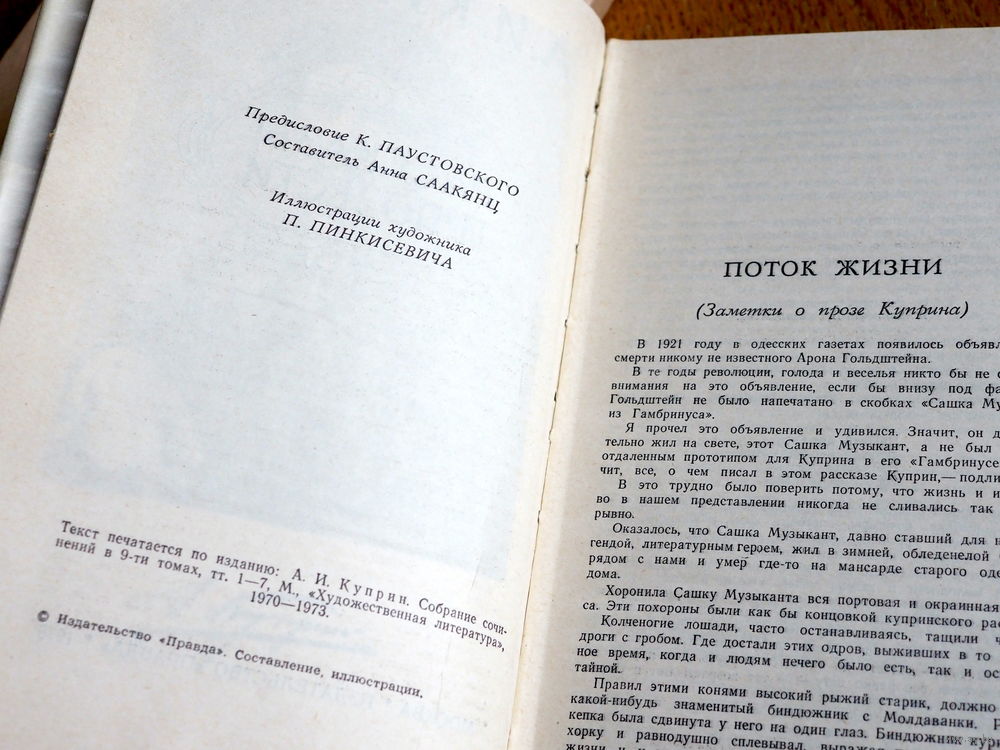 Предисловие К. ПАУСТОВСКОГО
Составитель Анна СААКЯНЦ
Иллюстрации художника
П. ПИНКИСЕВИЧА
Текст печатается по изданию: А. И. Куприн. Собрание сочи-
нений в 9-ти томах, тт. 1—7, М., «Художественная литература»,
1970—1973.
© Издательство «Правда». Составление, иллюстрации.
ПОТОК ЖИЗНИ
(Заметки о прозе Куприна)
В 1921 году в одесских газетах появилось объявл
смерти никому не известного Арона Гольдштейна.
В те годы революции, голода и веселья никто бы не
внимания на это объявление, если бы внизу под фа
Гольдштейн не было напечатано в скобках «Сашка Му
из Гамбринуса».
Я прочел это объявление и удивился. Значит, он д
тельно жил на свете, этот Сашка Музыкант, а не был
отдаленным прототипом для Куприна в его «Гамбринусе
чит, все, о чем писал в этом рассказе Куприн,— подли
В это трудно было поверить потому, что жизнь и и
во в нашем представлении никогда не сливались так
рывно.
Оказалось, что Сашка Музыкант, давно ставший для
гендой, литературным героем, жил в зимней, обледенелой
рядом с нами и умер где-то на мансарде старого оде
дома.
Хоронила Сашку Музыканта вся портовая и окраинная
са. Эти похороны были как бы концовкой купринского рас
Колченогие лошади, часто останавливаясь, тащили
дроги с гробом. Где достали этих одров, выживших в то
ное время, когда и людям нечего было есть, так и ос
тайной.
Правил этими конями высокий рыжий старик, должно
какой-нибудь знаменитый биндюжник с Молдаванки.
кепка была сдвинута у него на один глаз. Биндюжник кур
хорку и равнодушно сплевывал, выражая
жизни и